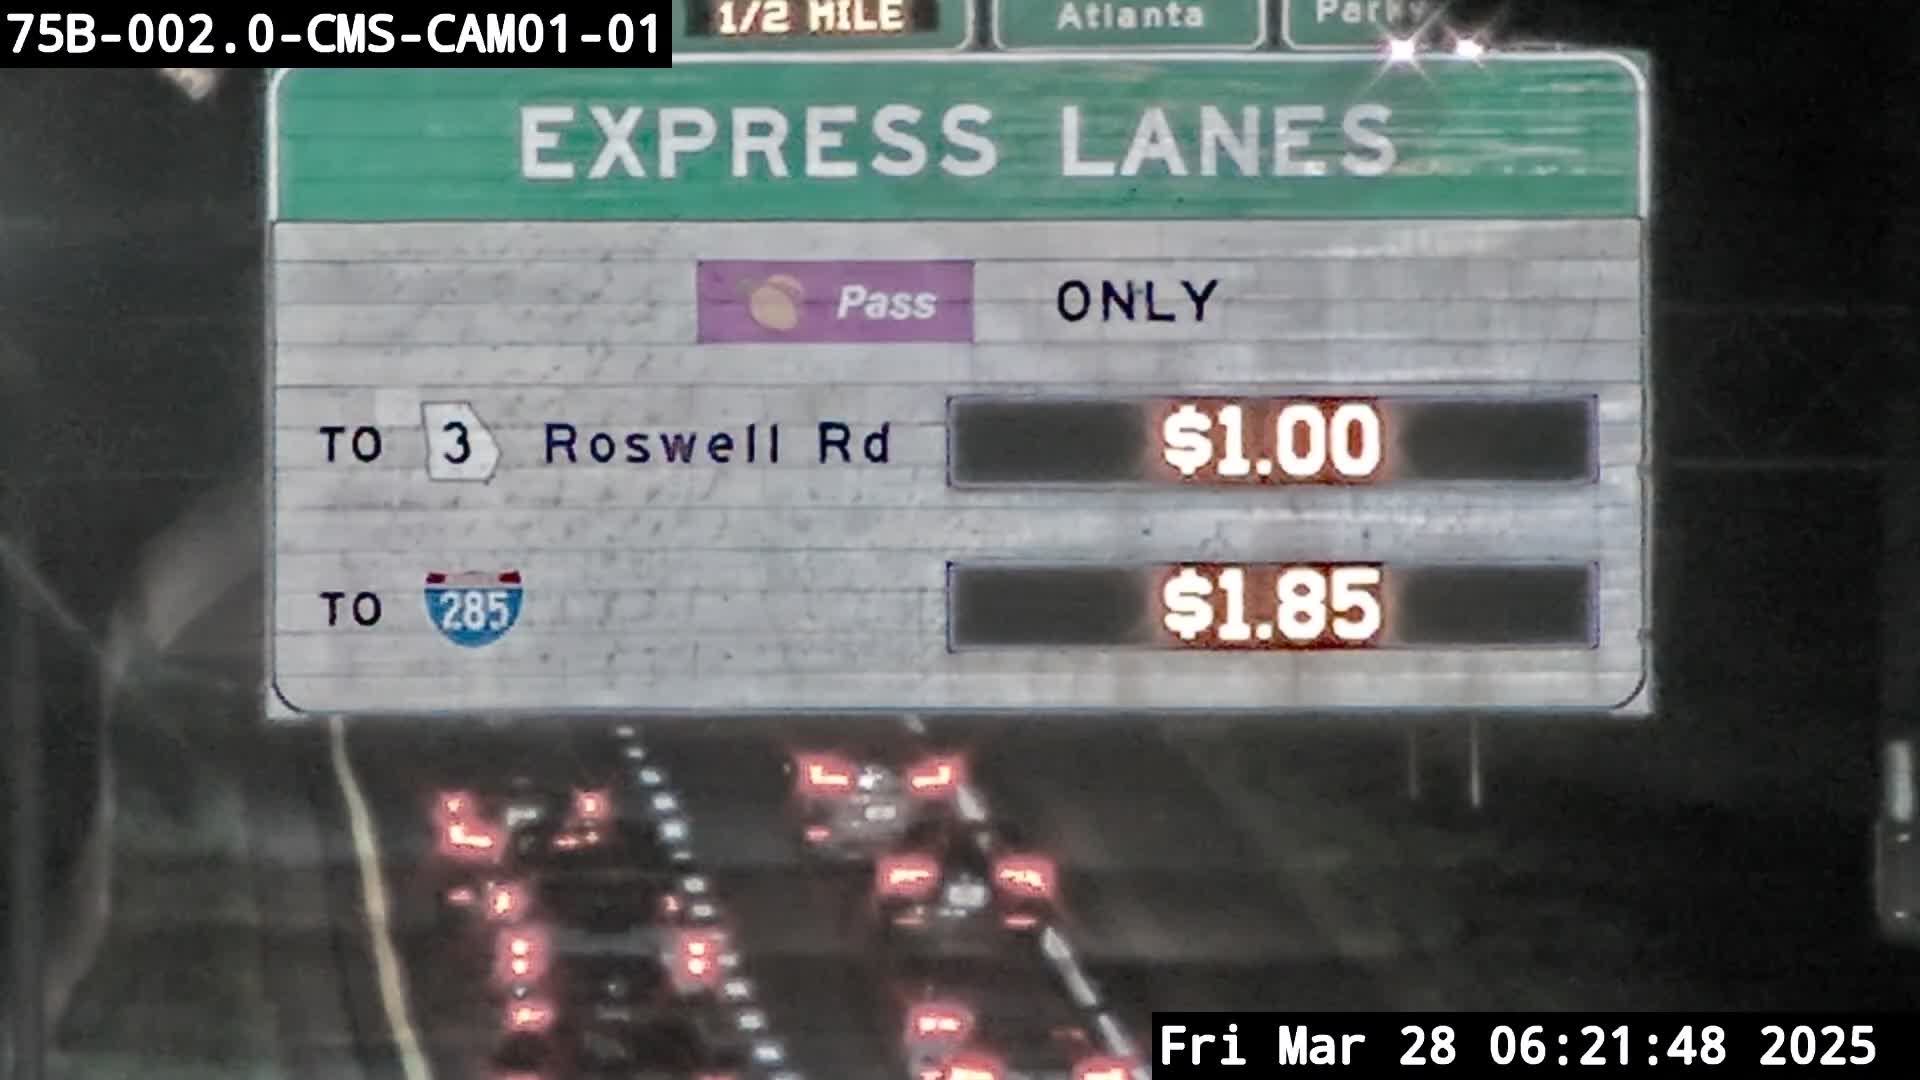 75B-002.0-CMS-CAM01-01
1/2 MILE
Atlanta
EXPRESS LANES
Pass ONLY
TO 3 Roswell Rd $1.00
TO 285 $1.85
Fri Mar 28 06:21:48 2025